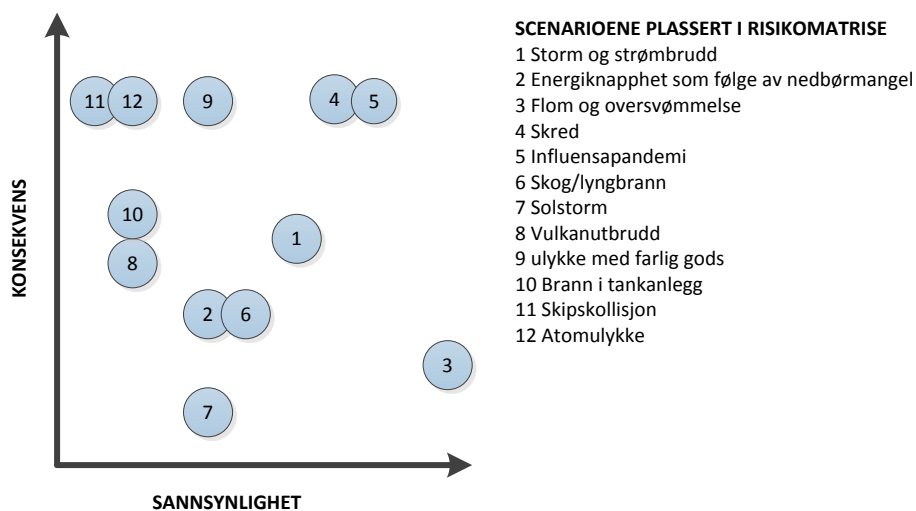 SCENARIOENE PLASSERT I RISIKOMATRISE
1 Storm og strømbrudd
2 Energiknapphet som følge av nedbørmangel
3 Flom og oversvømmelse
4 Skred
5 Influensapandemi
6 Skog/lyngbrann
7 Solstorm
8 Vulkanutbrudd
9 ulykke med farlig gods
10 Brann i tankanlegg
11 Skipskollisjon
12 Atomulykke
KONSEKVENS
11 12 9 4 5
10
1
8
2 6
3
7
SANNSYNLIGHET